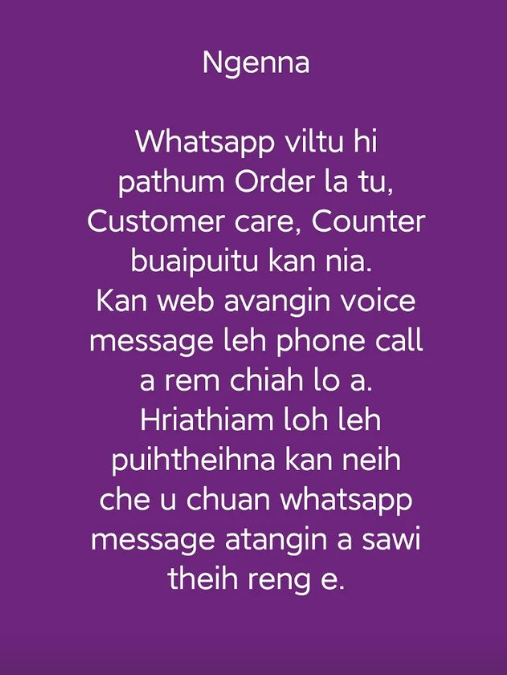 Ngenna
Whatsapp viltu hi
pathum Order la tu,
Customer care, Counter
buaipuitu kan nia.
Kan web avangin voice
message leh phone call
a rem chiah lo a.
Hriathiam loh leh
puihtheihna kan neih
che u chuan whatsapp
message atangin a sawi
theih reng e.